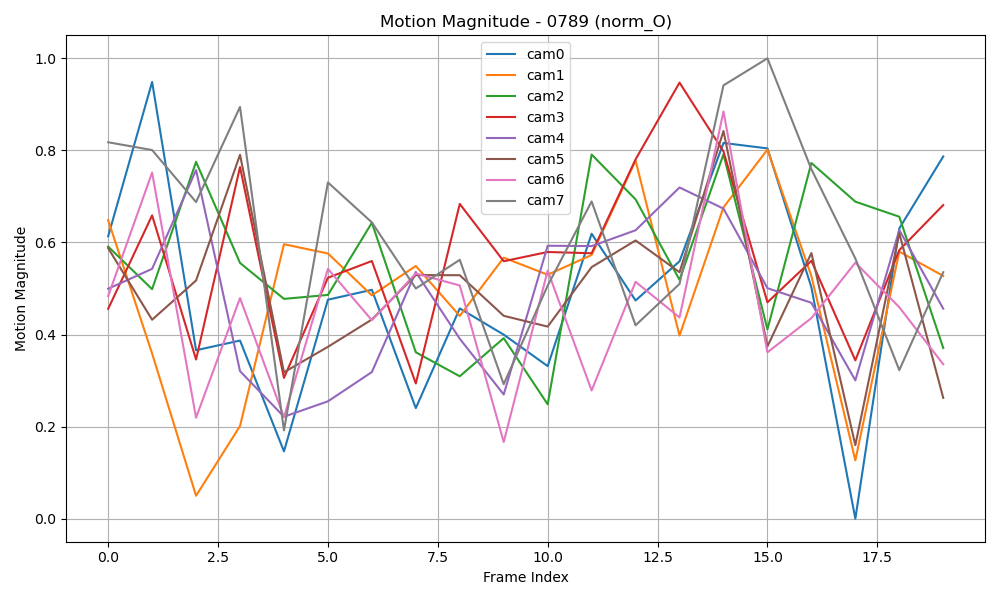 Motion Magnitude - 0789 (norm_O)
cam0
cam1
cam2
cam3
cam4
cam5
cam6
cam7
Motion Magnitude
1.0
0.8
0.6
0.4
0.2
0.0
0.0 2.5 5.0 7.5 10.0 12.5 15.0 17.5
Frame Index